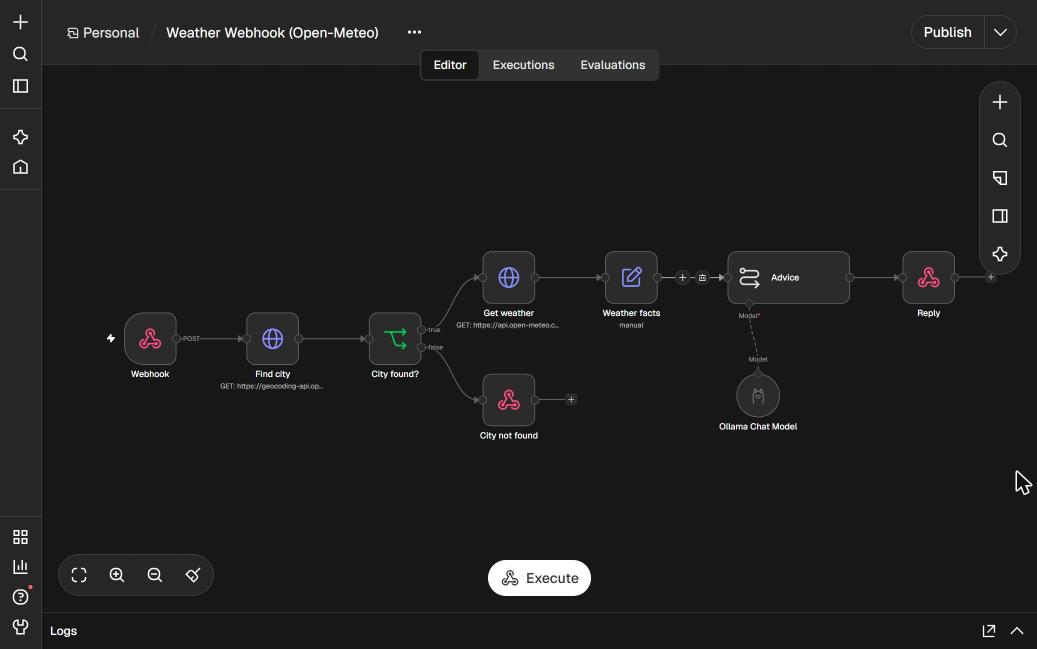 Personal / Weather Webhook (Open-Meteo) ...
Publish
Editor Executions Evaluations
Webhook
POST
Find city
GET: https://geocoding-api.op...
City found?
true
false
Get weather
GET: https://api.open-meteo.c...
City not found
Weather facts
manual
Advice
Model*
Model
Ollama Chat Model
Reply
Execute
Logs